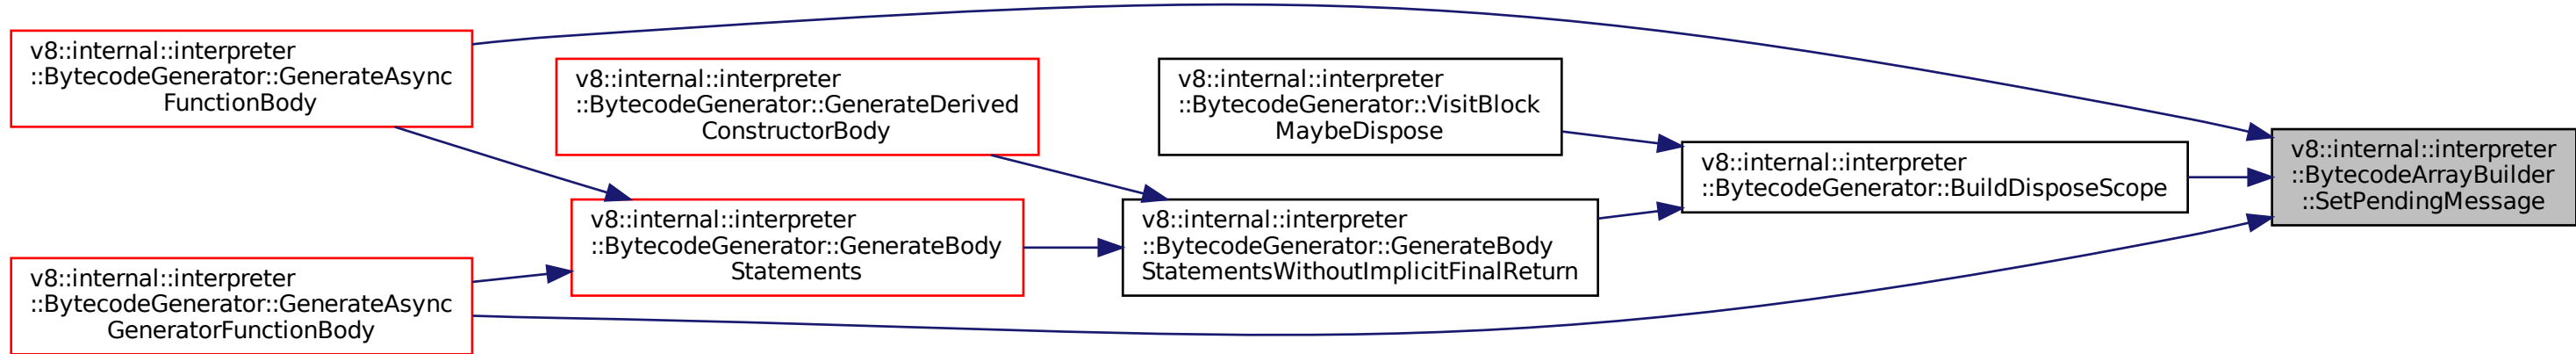 v8::internal::interpreter
::BytecodeGenerator::GenerateAsync
FunctionBody
v8::internal::interpreter
::BytecodeGenerator::GenerateDerived
ConstructorBody
v8::internal::interpreter
::BytecodeGenerator::VisitBlock
MaybeDispose
v8::internal::interpreter
::BytecodeGenerator::BuildDisposeScope
v8::internal::interpreter
::BytecodeArrayBuilder
::SetPendingMessage
v8::internal::interpreter
::BytecodeGenerator::GenerateBody
Statements
v8::internal::interpreter
::BytecodeGenerator::GenerateBody
StatementsWithoutImplicitFinalReturn
v8::internal::interpreter
::BytecodeGenerator::GenerateAsync
GeneratorFunctionBody